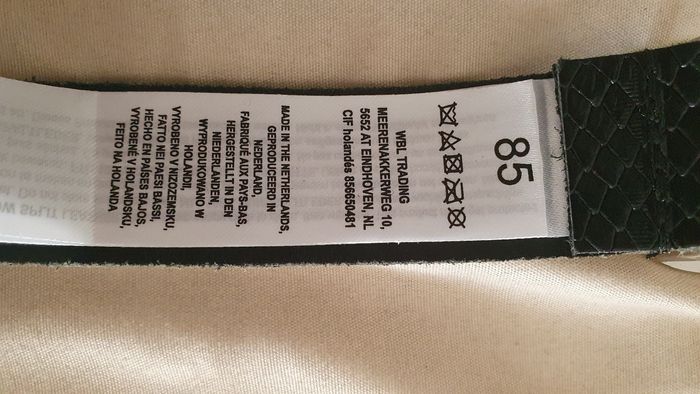 85
WBL TRADING
MEERENAKKERWEG 10,
5652 AT EINDHOVEN, NL
CIF holandés 856650481
MADE IN THE NETHERLANDS,
GEPRODUCEERD IN
NEDERLAND,
FABRIQUÉ AUX PAYS-BAS,
HERGESTELLT IN DEN
NIEDERLANDEN,
WYPRODUKOWANO W
HOLANDII,
VYROBENO V NIZOZEMSKU,
FATTO NEI PAESI BASSI,
HECHO EN PAÍSES BAJOS,
VYROBENÉ V HOLANDSKU,
FEITO NA HOLANDA